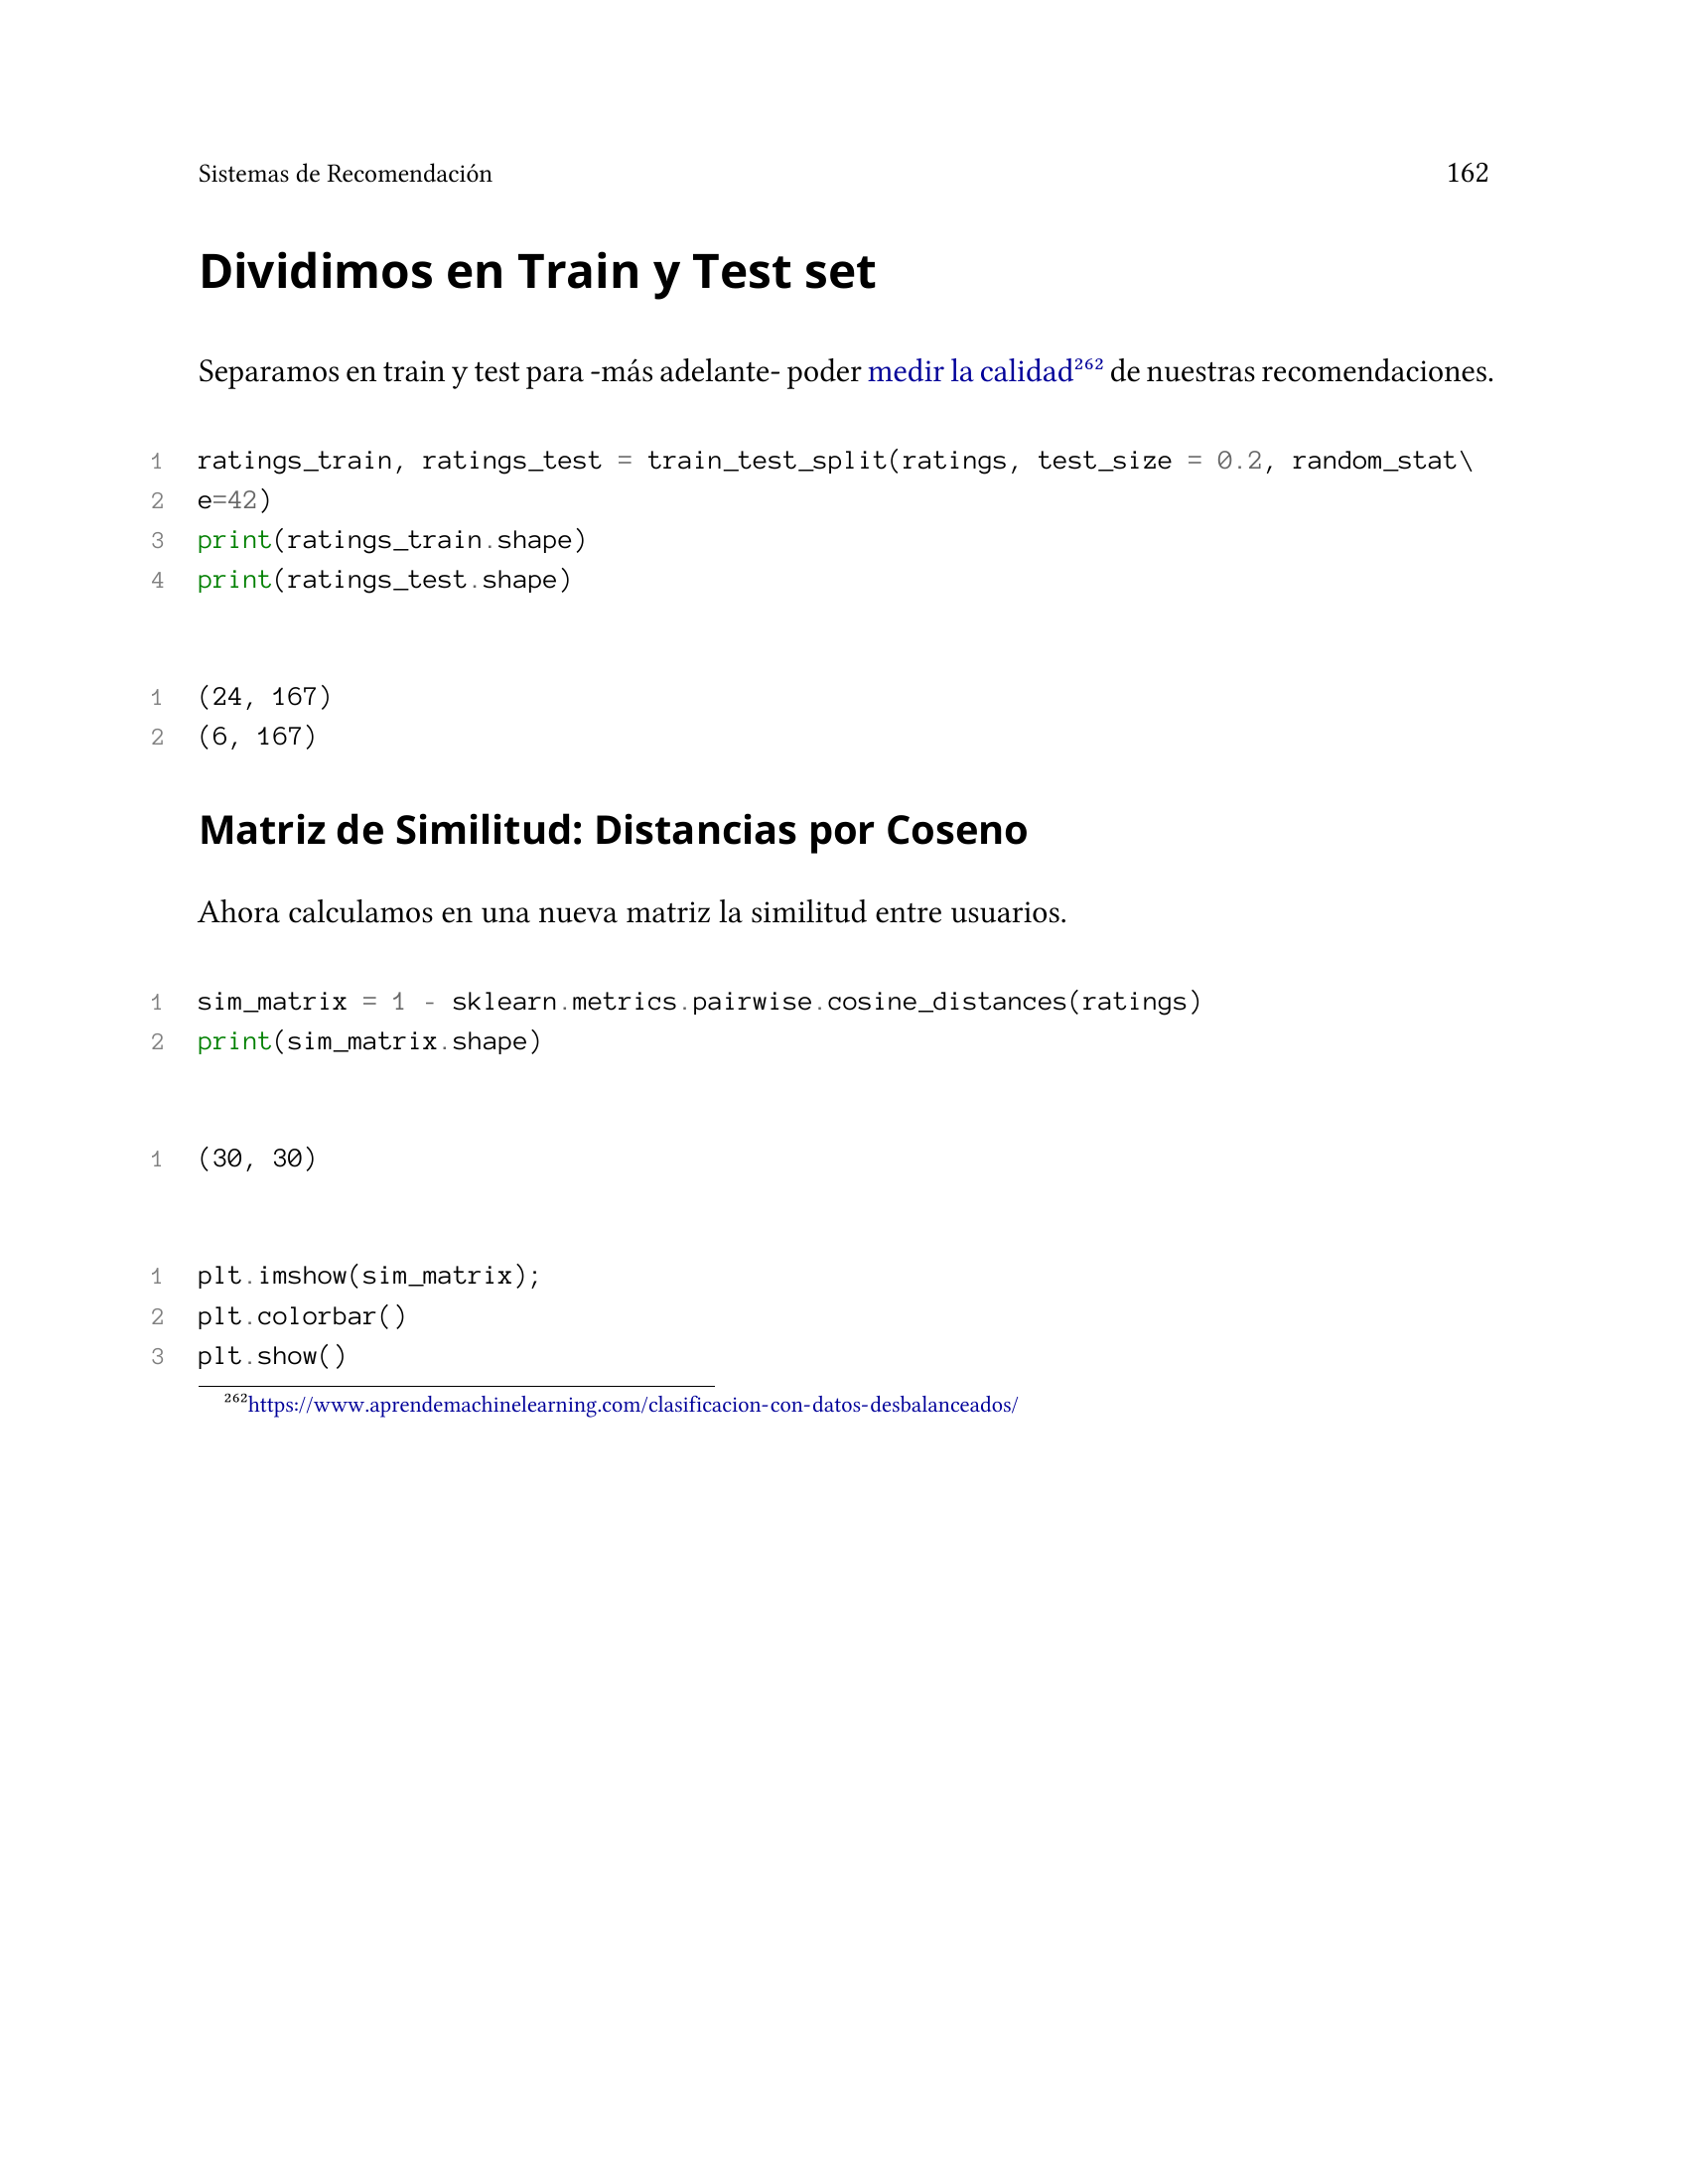 Sistemas de Recomendación 162
Dividimos en Train y Test set
Separamos en train y test para -más adelante- poder medir la calidad²⁶² de nuestras recomendaciones.
1 ratings_train, ratings_test = train_test_split(ratings, test_size = 0.2, random_stat\
2 e=42)
3 print(ratings_train.shape)
4 print(ratings_test.shape)
1 (24, 167)
2 (6, 167)
Matriz de Similitud: Distancias por Coseno
Ahora calculamos en una nueva matriz la similitud entre usuarios.
1 sim_matrix = 1 - sklearn.metrics.pairwise.cosine_distances(ratings)
2 print(sim_matrix.shape)
1 (30, 30)
1 plt.imshow(sim_matrix);
2 plt.colorbar()
3 plt.show()
²⁶²https://www.aprendemachinelearning.com/clasificacion-con-datos-desbalanceados/